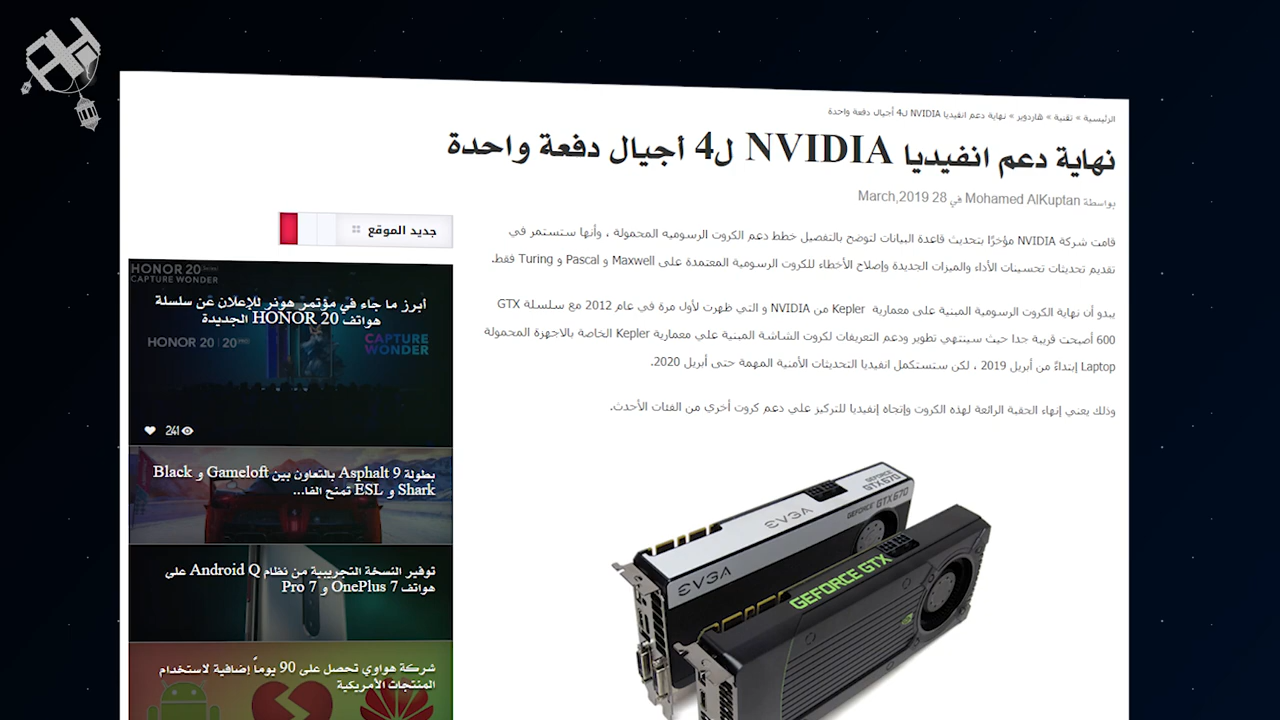 الرئيسية » تقنية » هاردوير » نهاية دعم انفيديا NVIDIA ل4 أجيال دفعة واحدة
نهاية دعم انفيديا NVIDIA ل4 أجيال دفعة واحدة
بواسطة Mohamed AlKuptan في 28 March,2019
قامت شركة NVIDIA مؤخرًا بتحديث قاعدة البيانات لتوضح بالتفصيل خطط دعم الكروت الرسوميه المحمولة ، وأنها ستستمر في
تقديم تحديثات تحسينات الأداء والميزات الجديدة وإصلاح الأخطاء للكروت الرسومية المعتمدة على Maxwell و Pascal و Turing فقط.
يبدو أن نهاية الكروت الرسومية المبنية على معمارية Kepler من NVIDIA و التي ظهرت لأول مرة في عام 2012 مع سلسلة GTX
600 أصبحت قريبة جدا حيث سينتهي تطوير ودعم التعريفات لكروت الشاشة المبنية علي معمارية Kepler الخاصة بالاجهزة المحمولة
Laptop إبتداءً من أبريل 2019 ، لكن ستستكمل انفيديا التحديثات الأمنية المهمة حتى أبريل 2020.
وذلك يعني إنهاء الحقبة الرائعة لهذه الكروت وإتجاه إنفيديا للتركيز علي دعم كروت أخري من الفئات الأحدث.
EVGA
EVGA
GEFORCE GTX 670
GEFORCE
GTX 670
GEFORCE GTX
جديد الموقع
HONOR 20
CAPTURE WONDER
أبرز ما جاء في مؤتمر هونر للإعلان عن سلسلة
هواتف HONOR 20 الجديدة
HONOR 20 | 20
CAPTURE
WONDER
241
بطولة Asphalt 9 بالتعاون بين Gameloft و Black
Shark و ESL تمنح الفا...
توفير النسخة التجريبية من نظام Android Q على
هواتف OnePlus 7 و 7 Pro
شركة هواوي تحصل على 90 يوماً إضافية لاستخدام
المنتجات الأمريكية